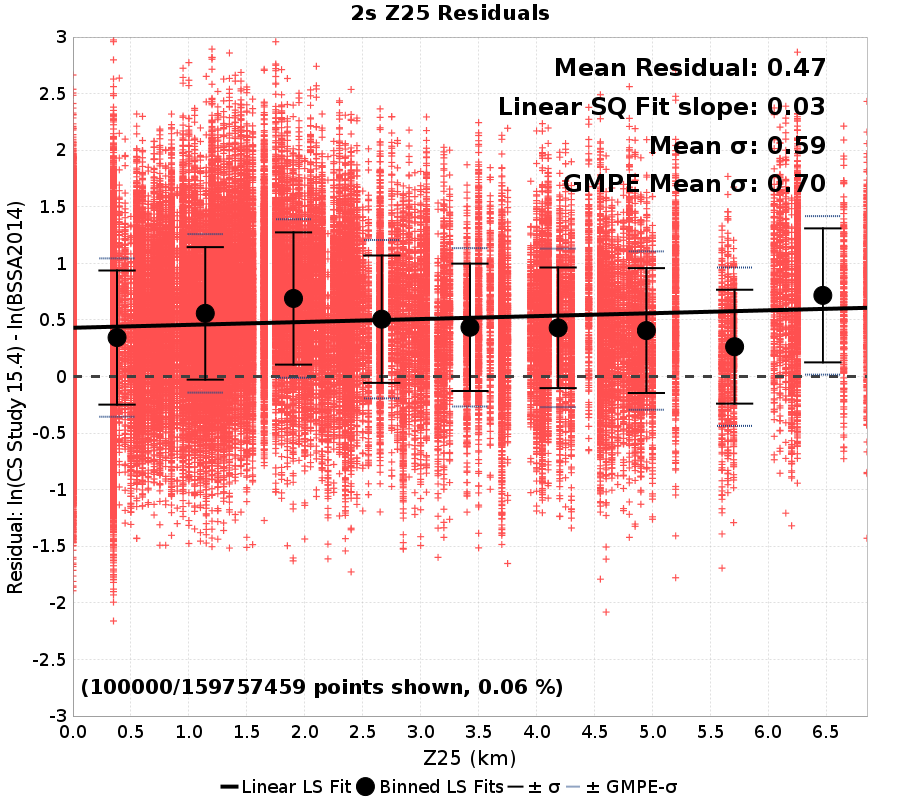 2s Z25 Residuals
Mean Residual: 0.47
Linear SQ Fit slope: 0.03
Mean σ: 0.59
GMPE Mean σ: 0.70
Residual: ln(CS Study 15.4) - ln(BSSA2014)
3
2.5
2
1.5
1
0.5
0
-0.5
-1
-1.5
-2
-2.5
-3
(100000/159757459 points shown, 0.06 %)
0.0 0.5 1.0 1.5 2.0 2.5 3.0 3.5 4.0 4.5 5.0 5.5 6.0 6.5
Z25 (km)
Linear LS Fit Binned LS Fits ± σ ± GMPE-σ